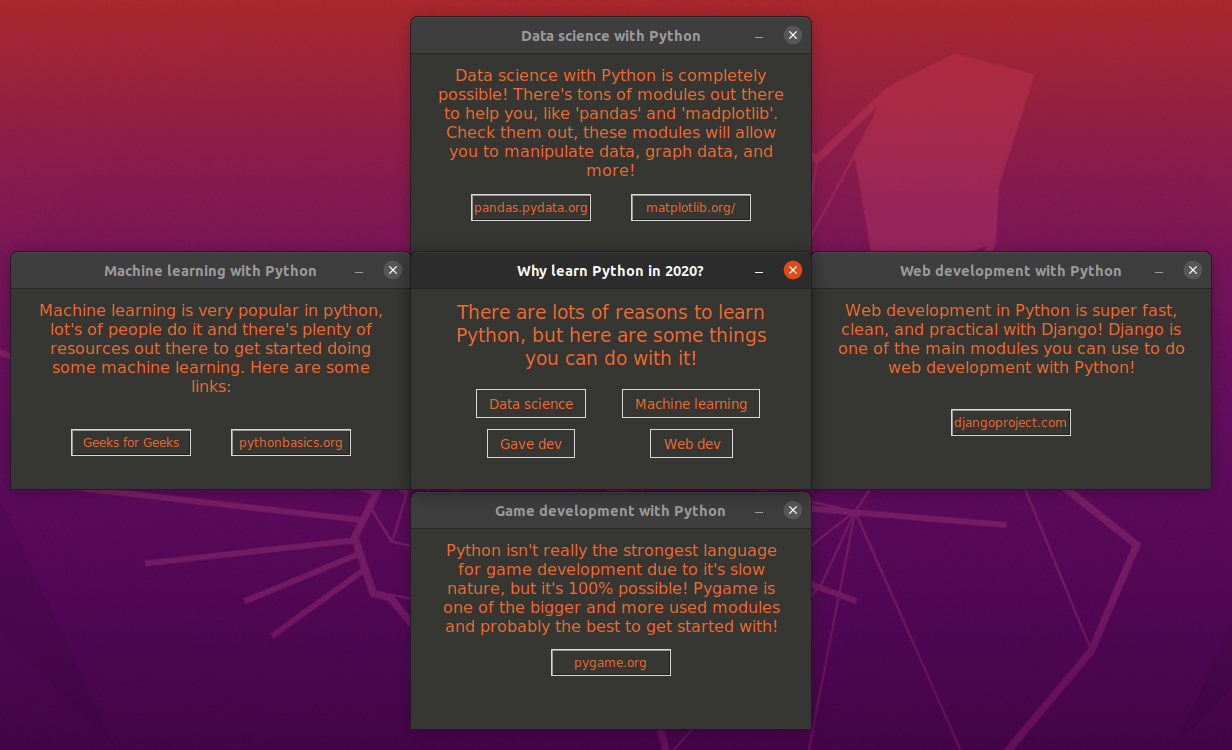 Data science with Python
Data science with Python is completely
possible! There's tons of modules out there
to help you, like 'pandas' and 'madplotlib'.
Check them out, these modules will allow
you to manipulate data, graph data, and
more!
pandas.pydata.org
matplotlib.org/
Machine learning with Python
Machine learning is very popular in python,
lot's of people do it and there's plenty of
resources out there to get started doing
some machine learning. Here are some
links:
Geeks for Geeks
pythonbasics.org
Why learn Python in 2020?
There are lots of reasons to learn
Python, but here are some things
you can do with it!
Data science
Machine learning
Gave dev
Web dev
Web development with Python
Web development in Python is super fast,
clean, and practical with Django! Django is
one of the main modules you can use to do
web development with Python!
djangoproject.com
Game development with Python
Python isn't really the strongest language
for game development due to it's slow
nature, but it's 100% possible! Pygame is
one of the bigger and more used modules
and probably the best to get started with!
pygame.org